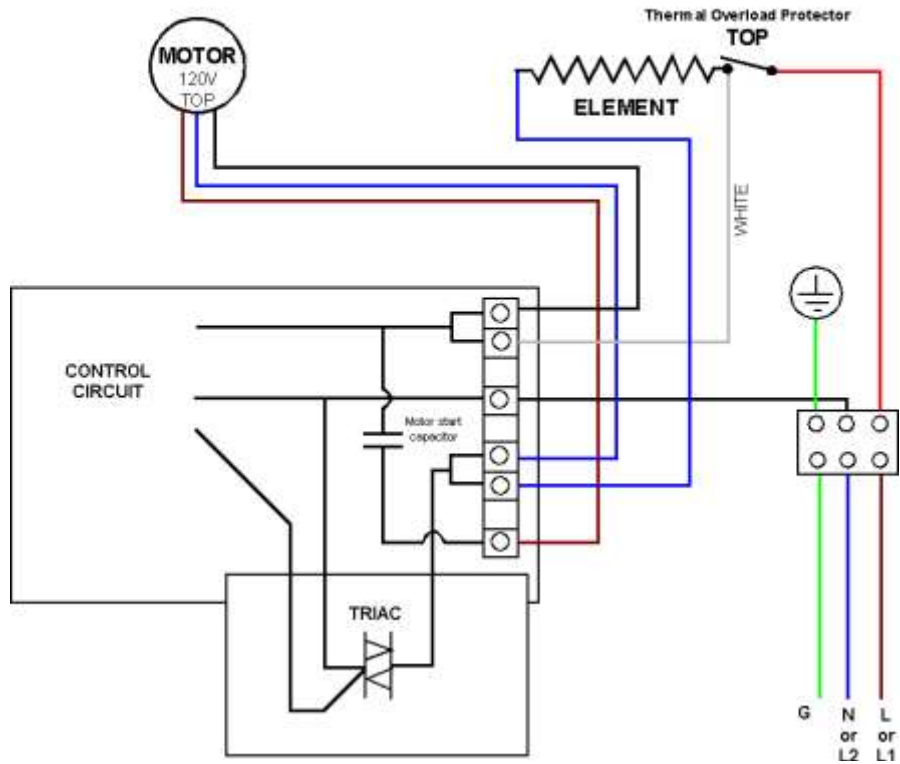 Thermal Overload Protector
TOP
MOTOR
120V
TOP
ELEMENT
WHITE
CONTROL
CIRCUIT
Motor start
capacitor
TRIAC
G
N
or
L2
L
or
L1